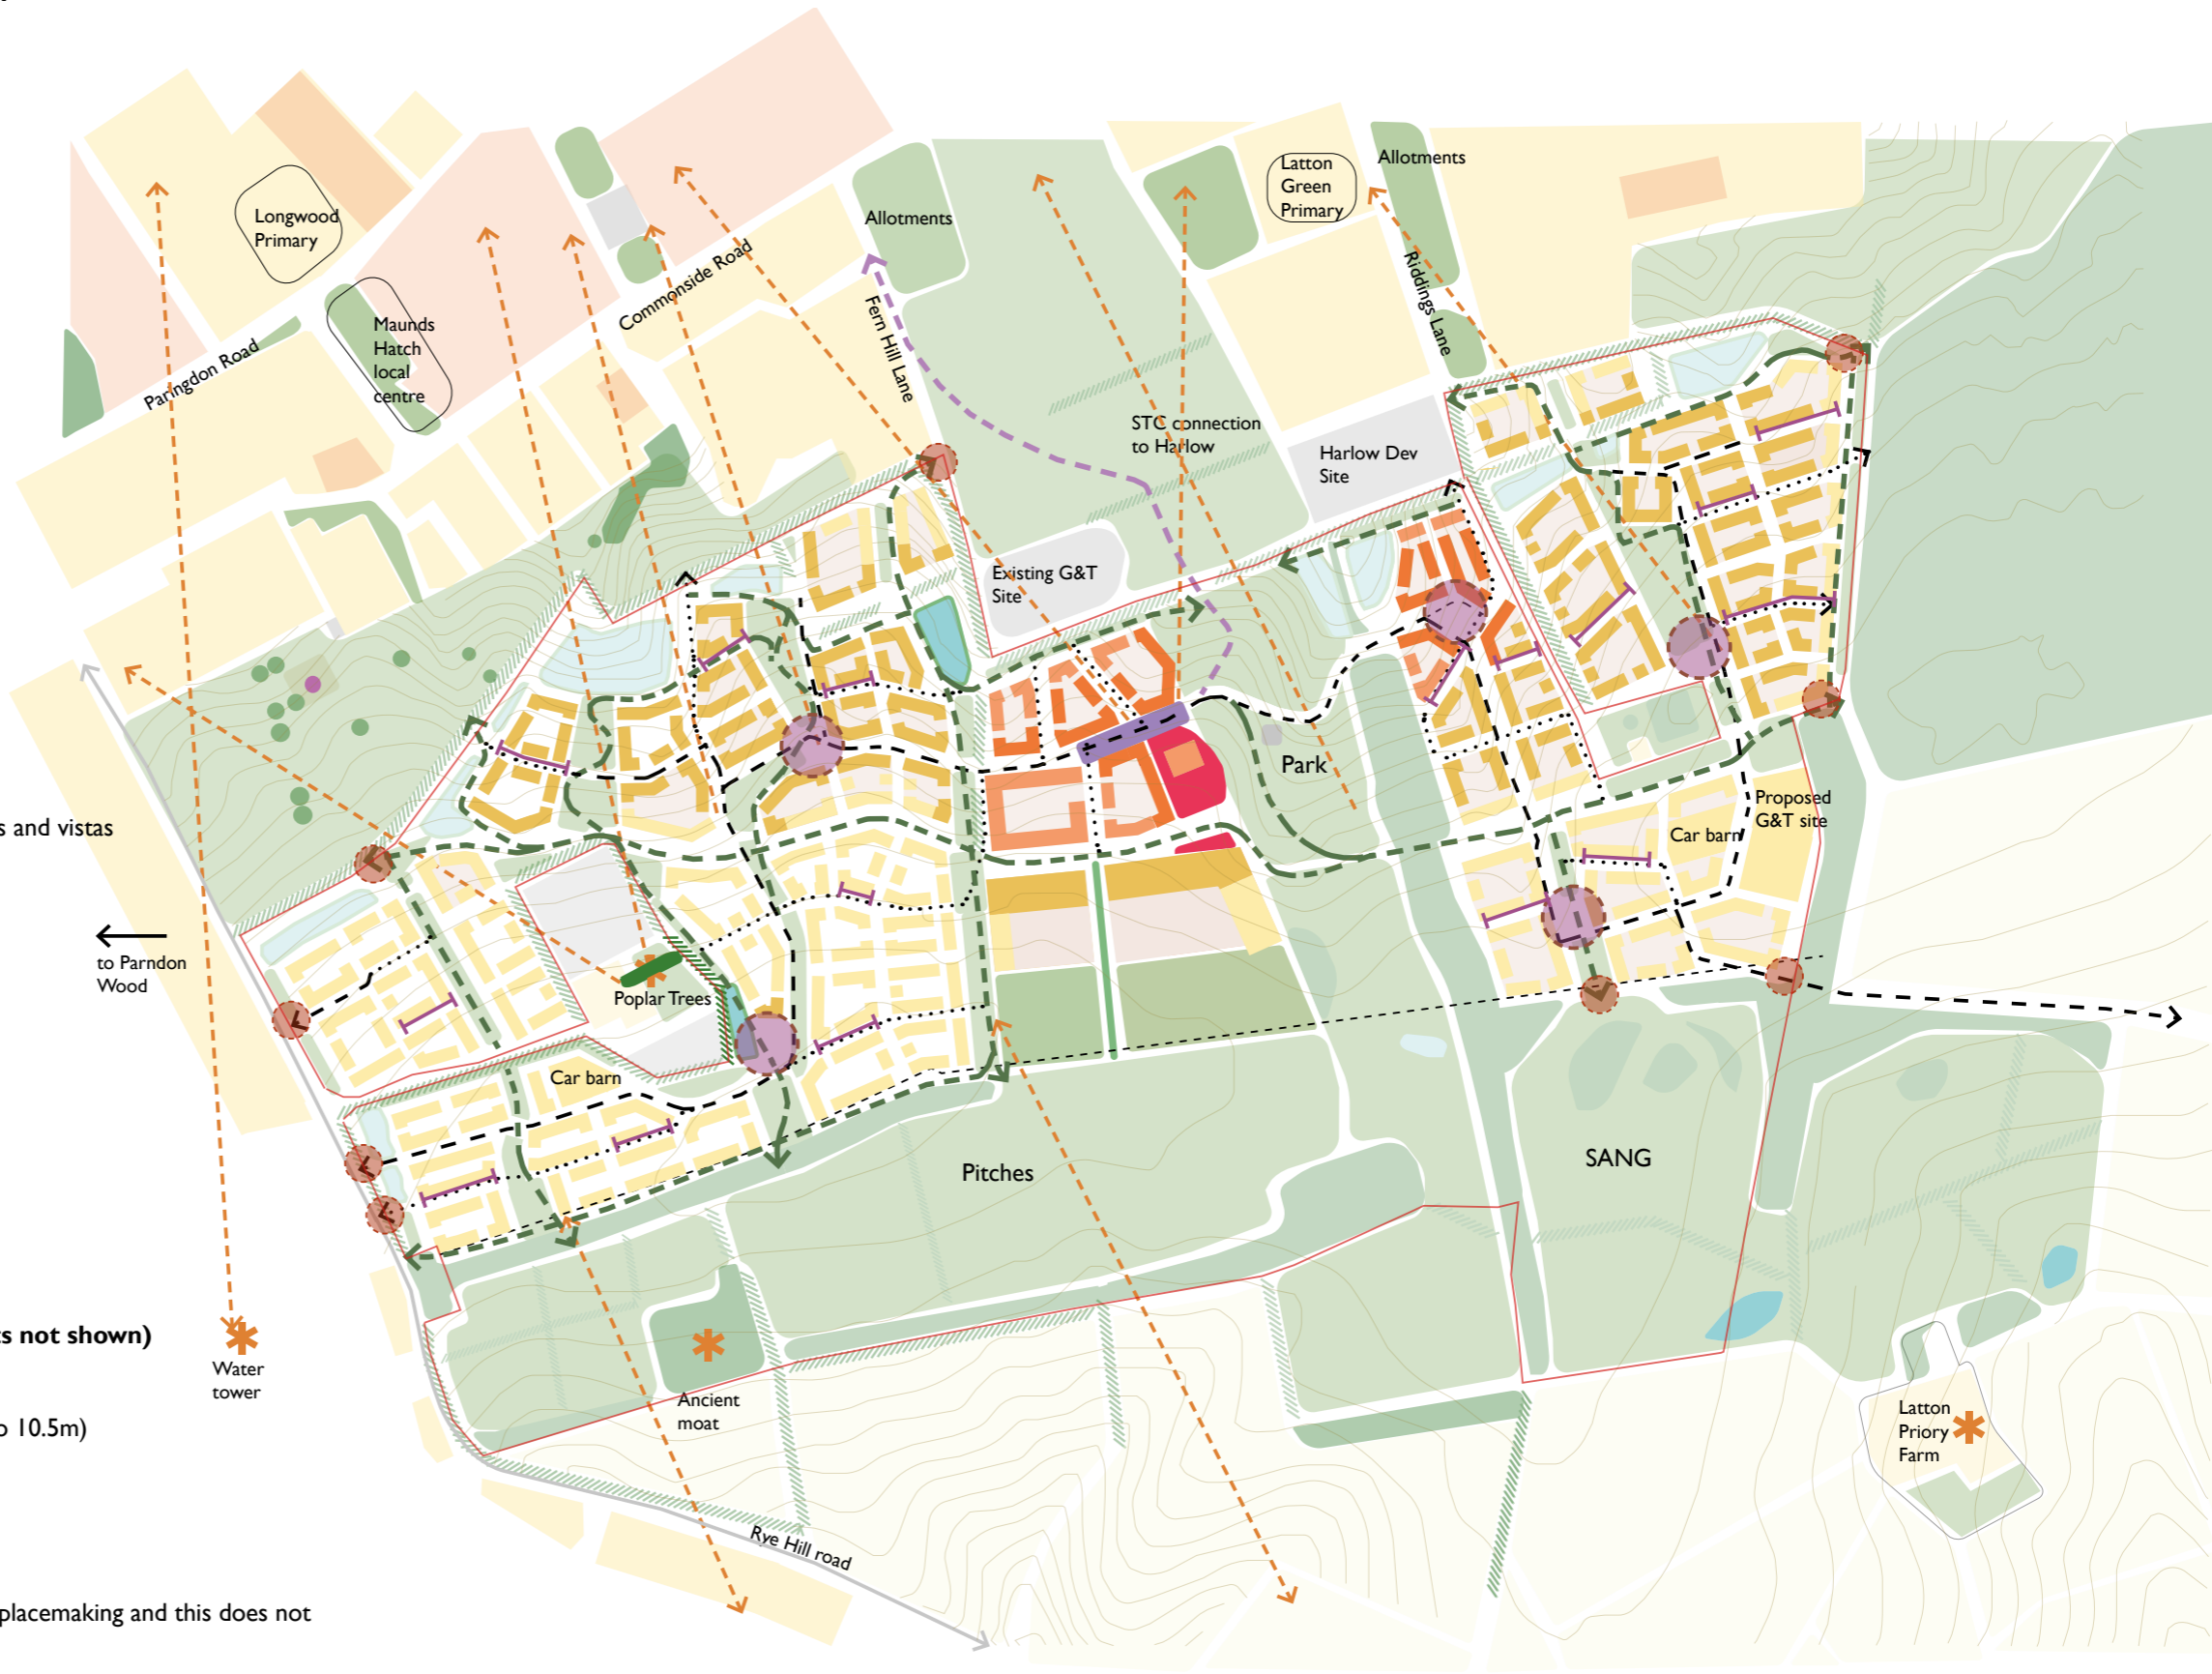 Longwood
Primary
Maunds
Hatch
local
centre
Paringdon Road
Commonside Road
Allotments
Fern Hill Lane
Latton
Green
Primary
Allotments
Riddings Lane
STC connection
to Harlow
Harlow Dev
Site
Existing G&T
Site
Park
Proposed
G&T site
Car barn
s and vistas
to Parndon
Wood
Poplar Trees
Car barn
Pitches
SANG
s not shown)
Water
tower
Ancient
moat
o 10.5m)
Latton
Priory
Farm
Rye Hill road
placemaking and this does not